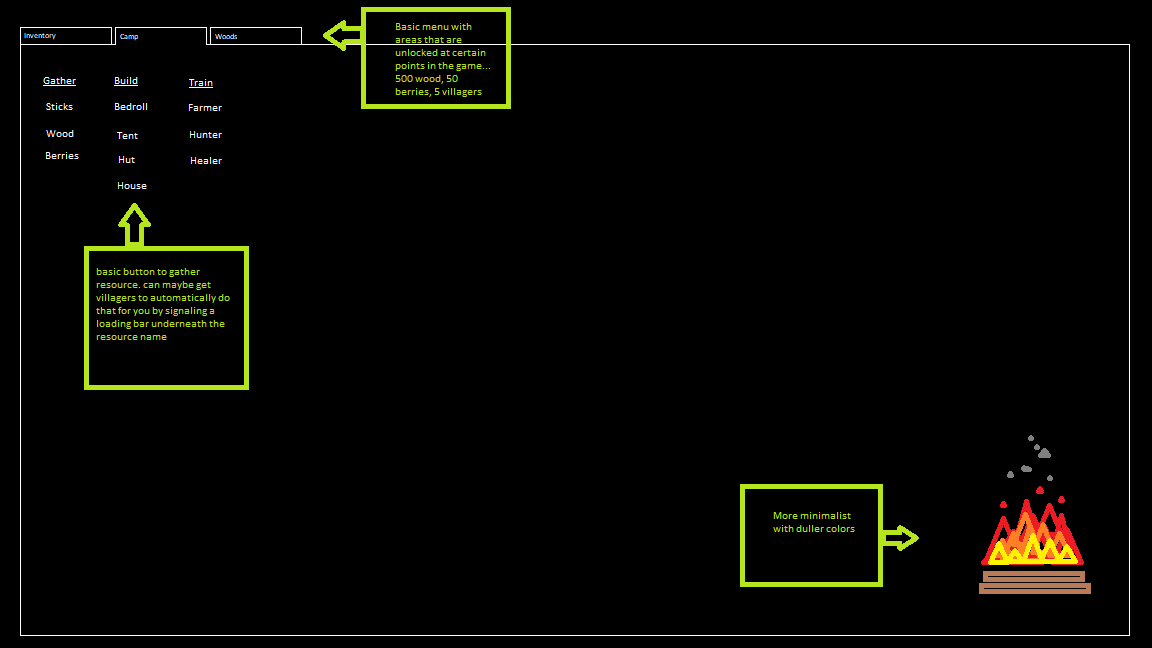 Inventory
Camp
Woods
Basic menu with
areas that are
unlocked at certain
points in the game...
500 wood, 50
berries, 5 villagers
Gather
Build
Train
Sticks
Bedroll
Farmer
Wood
Tent
Hunter
Berries
Hut
Healer
House
basic button to gather
resource. can maybe get
villagers to automatically do
that for you by signaling a
loading bar underneath the
resource name
More minimalist
with duller colors